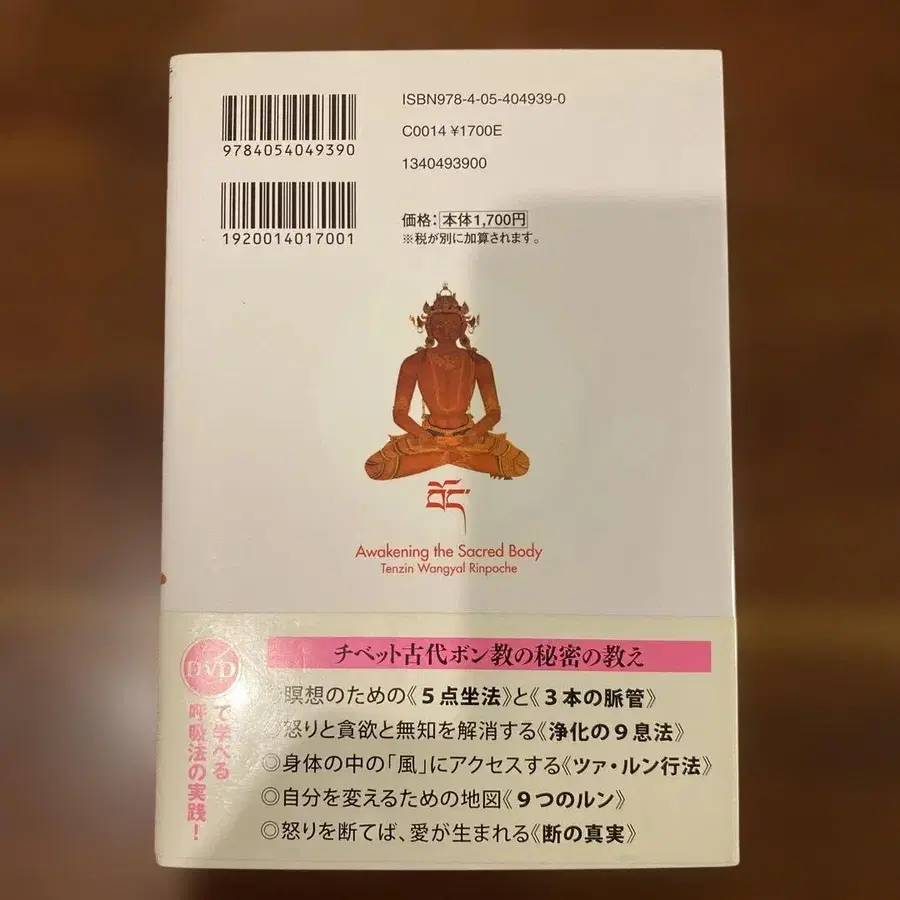 ISBN978-4-05-404939-0
C0014 ¥1700E
1340493900
9784054049390
1920014017001
価格：本体1,700円
※税が別に加算されます。
Awakening the Sacred Body
Tenzin Wangyal Rinpoche
チベット古代ボン教の秘密の教え
DVDで学べる
呼吸法の実践！
瞑想のための《５点坐法》と《３本の脈管》
怒りと貪欲と無知を解消する《浄化の９息法》
◎身体の中の「風」にアクセスする《ツァ・ルン行法》
◎自分を変えるための地図《９つのルン》
◎怒りを断てば、愛が生まれる《断の真実》